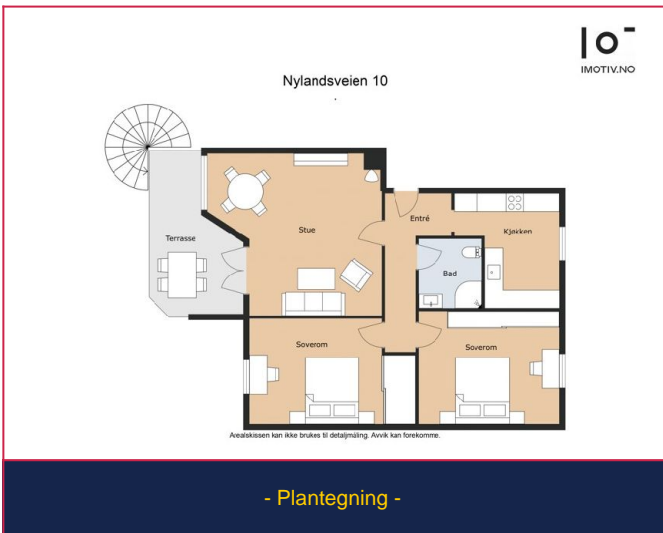 IMOTIV.NO
Nylandsveien 10
Entré
Kjøkken
Stue
Terrasse
Bad
Soverom
Soverom
Arealskissen kan ikke brukes til detaljmåling. Avvik kan forekomme.
- Plantegning -